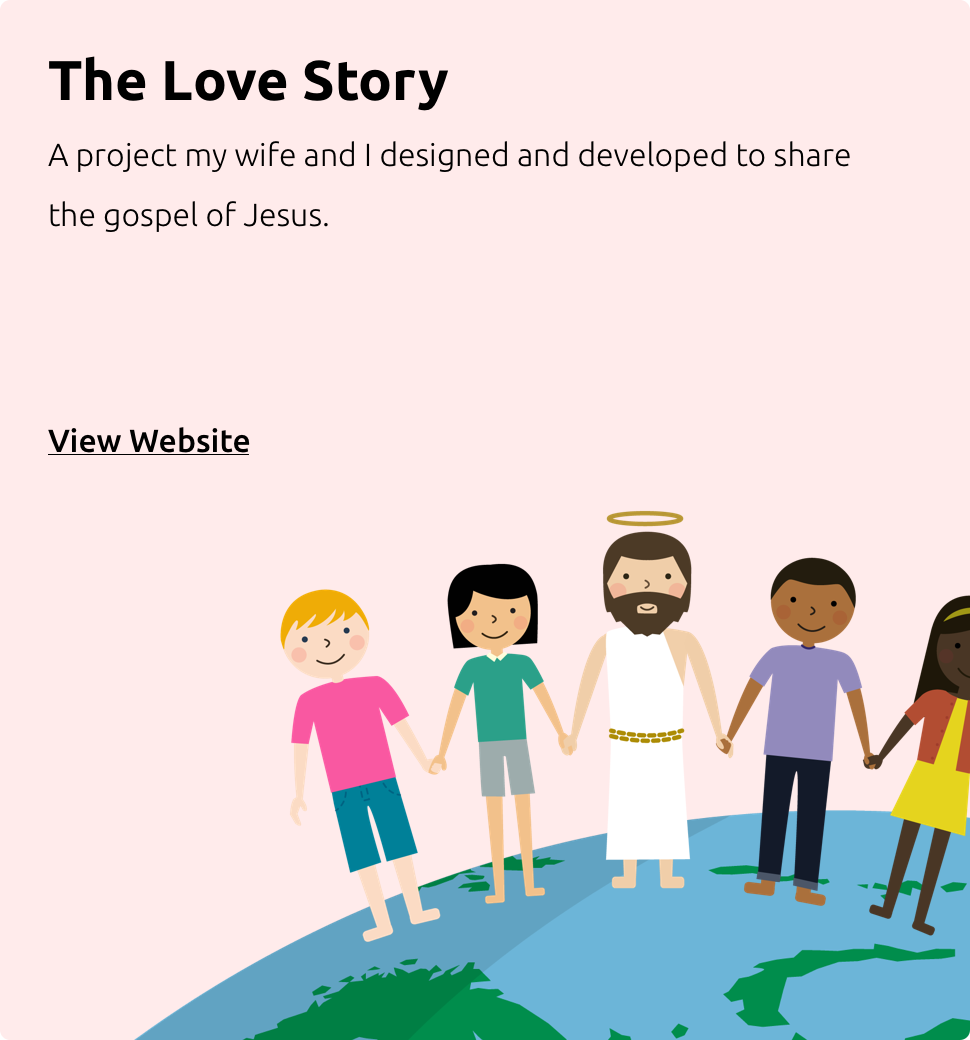 The Love Story
A project my wife and I designed and developed to share
the gospel of Jesus.
View Website